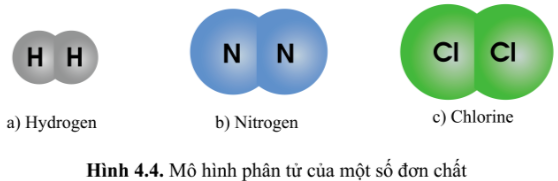 H H N N Cl Cl
a) Hydrogen b) Nitrogen c) Chlorine
Hình 4.4. Mô hình phân tử của một số đơn chất